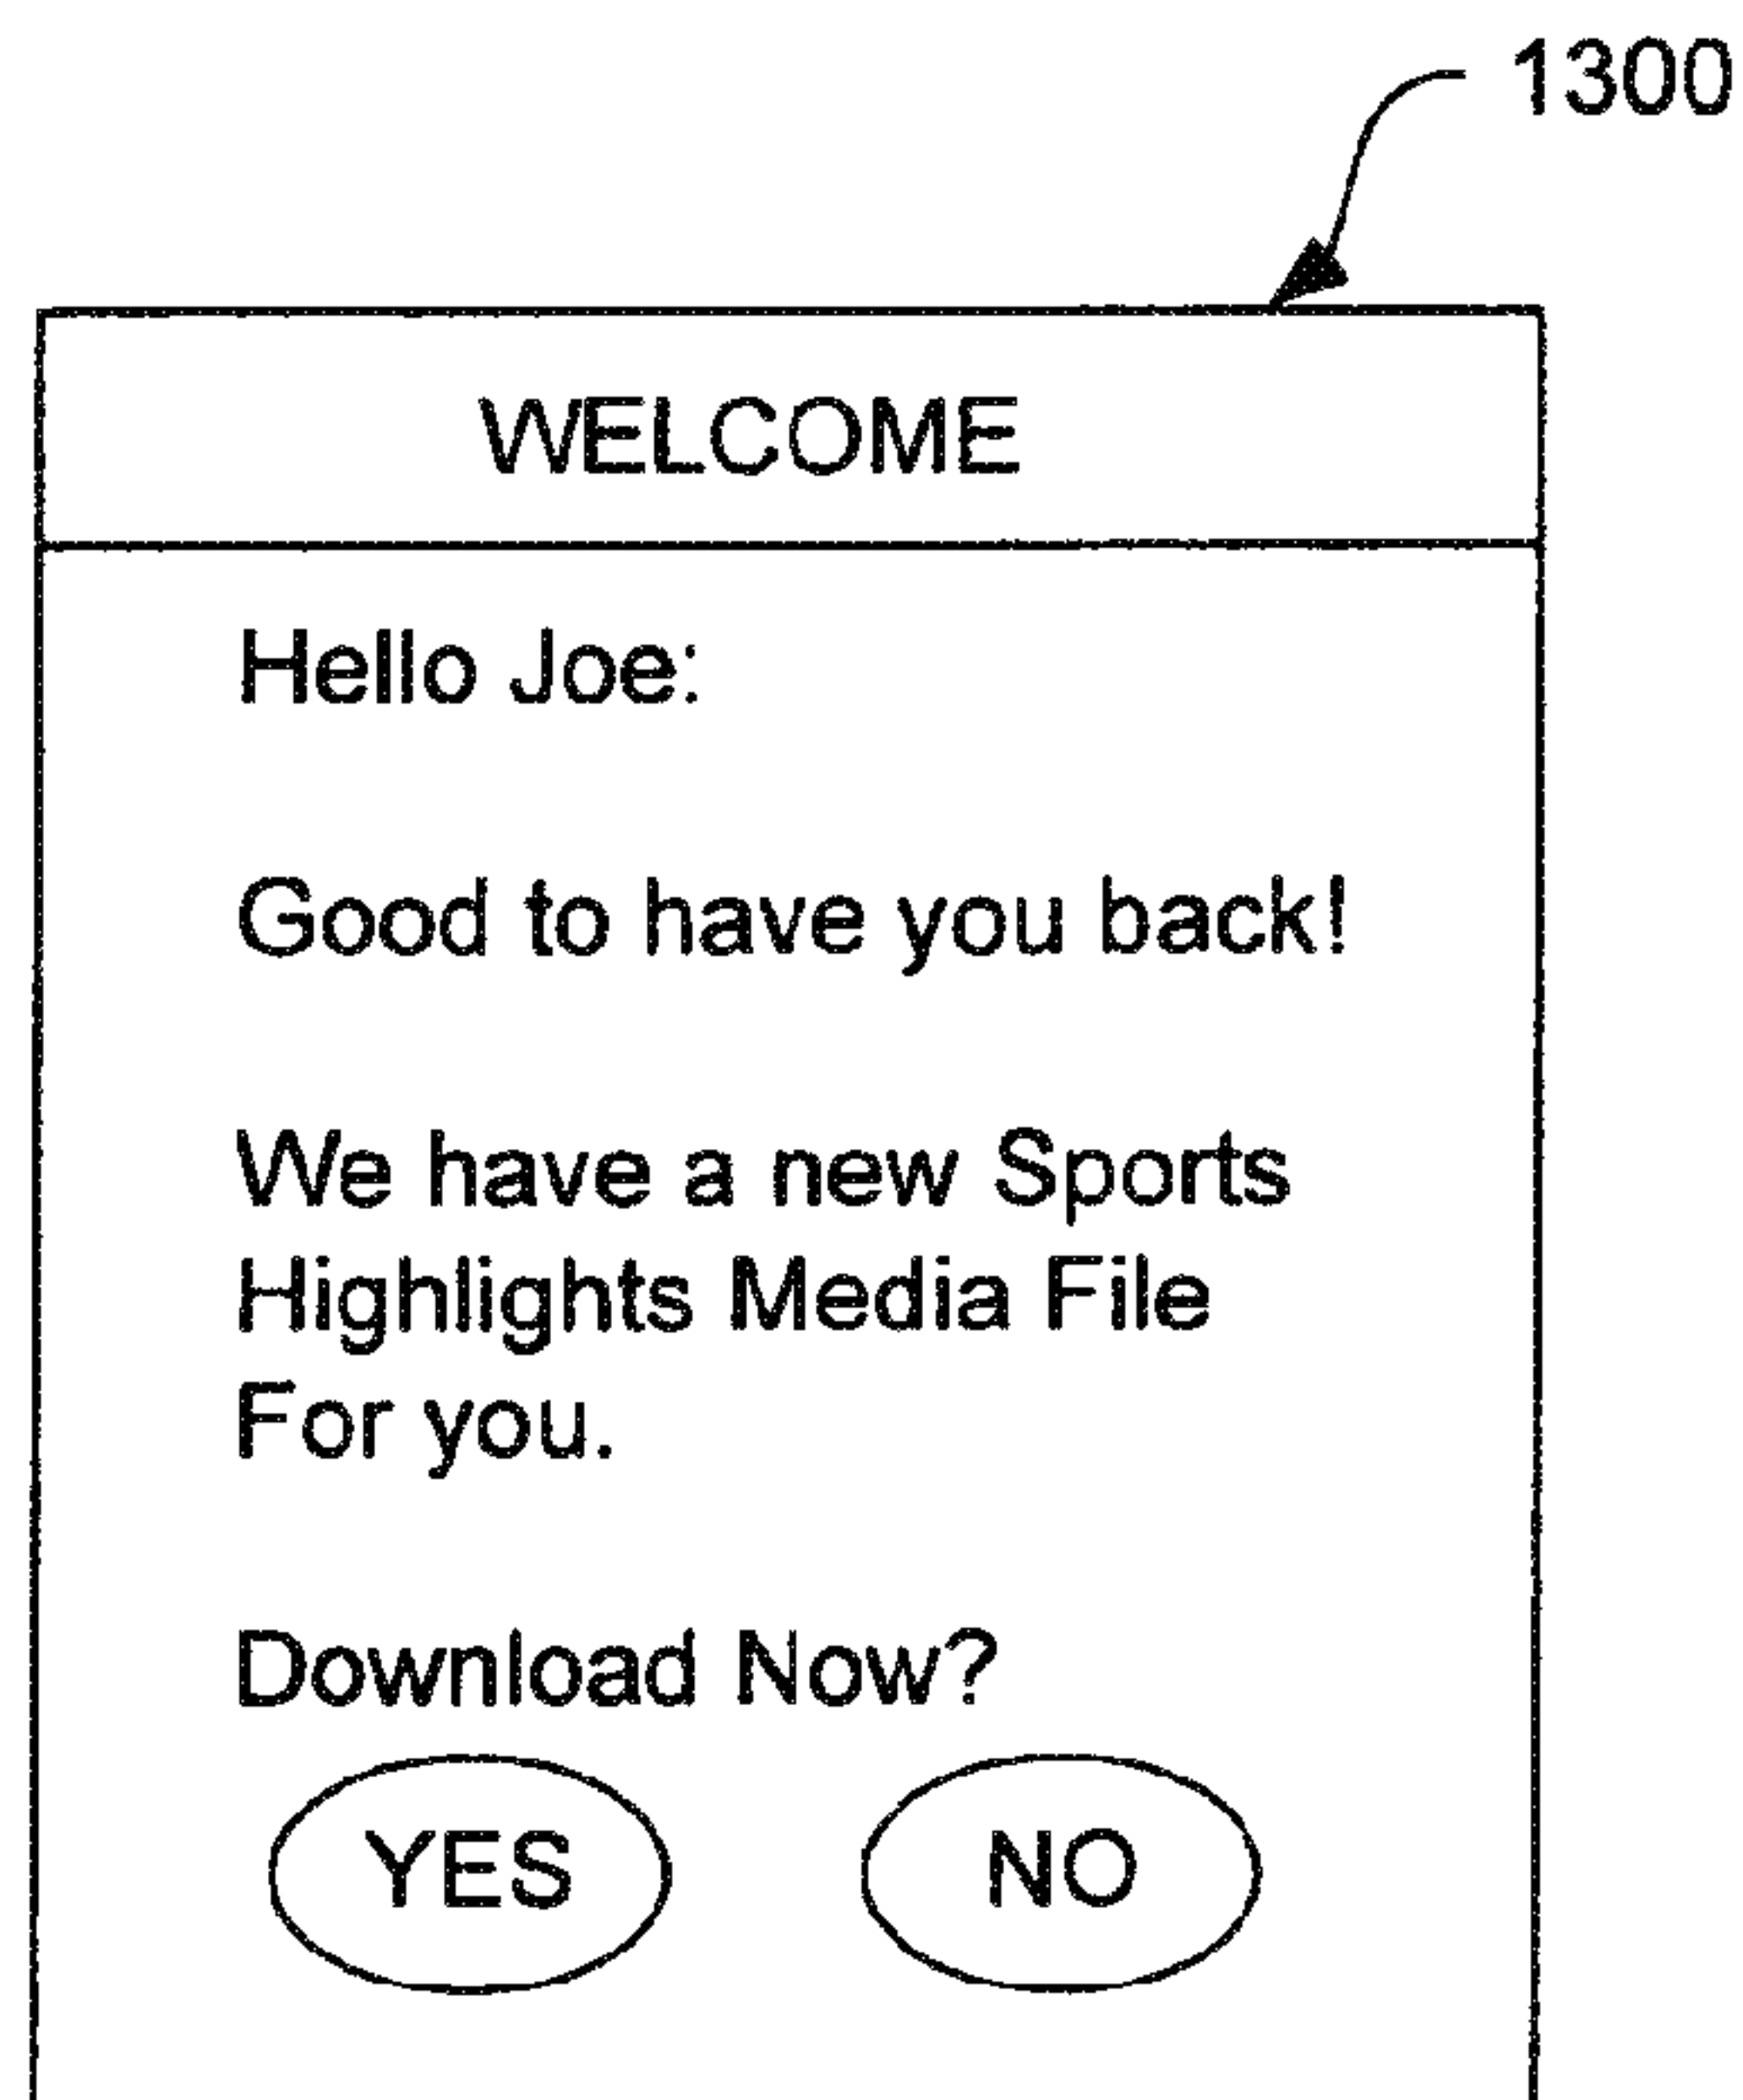 1300
WELCOME
Hello Joe:
Good to have you back!
We have a new Sports
Highlights Media File
For you.
Download Now?
YES NO